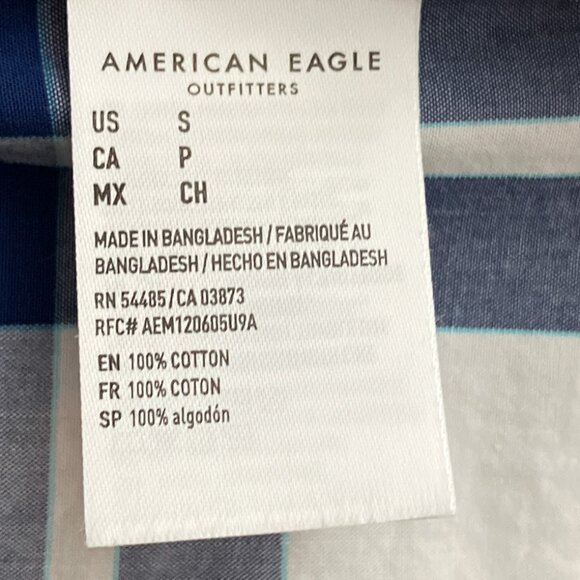 AMERICAN EAGLE
OUTFITTERS
US S
CA P
MX CH
MADE IN BANGLADESH / FABRIQUÉ AU
BANGLADESH / HECHO EN BANGLADESH
RN 54485 / CA 03873
RFC# AEM120605U9A
EN 100% COTTON
FR 100% COTON
SP 100% algodón